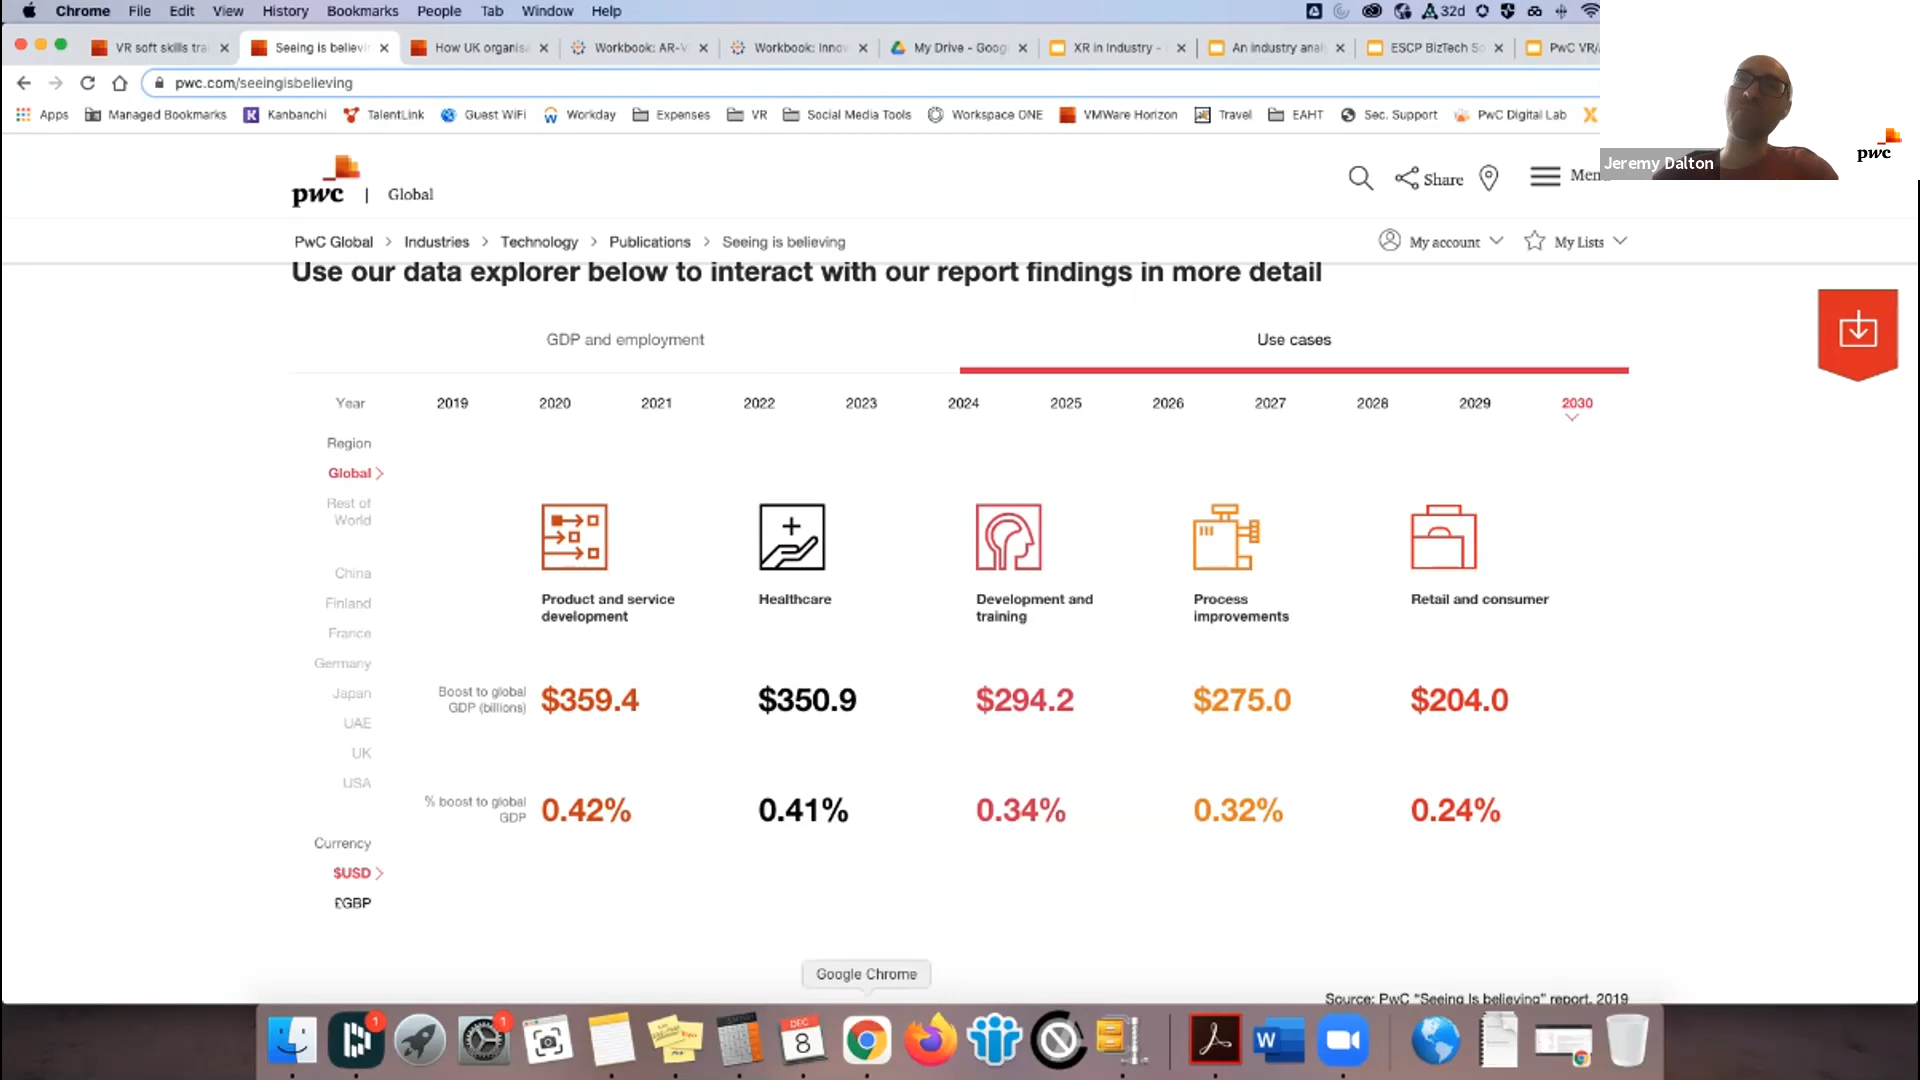 Chrome File Edit View History Bookmarks People Tab Window Help 32d
VR soft skills tra Seeing is believin How UK organisa Workbook: AR-V Workbook: Innov My Drive - Goog XR in Industry - An industry anal ESCP BizTech So PwC VR/
pwc.com/seeingisbelieving
Apps Managed Bookmarks Kanbanchi TalentLink Guest WiFi Workday Expenses VR Social Media Tools Workspace ONE VMWare Horizon Travel EAHT Sec. Support PwC Digital Lab
Jeremy Dalton
pwc
pwc | Global
Share
Men
PwC Global > Industries > Technology > Publications > Seeing is believing
My account
My Lists
Use our data explorer below to interact with our report findings in more detail
GDP and employment
Use cases
Year 2019 2020 2021 2022 2023 2024 2025 2026 2027 2028 2029 2030
Region
Global
Rest of
World
China
Finland
France
Germany
Japan
UAE
UK
USA
Currency
$USD
£GBP
Product and service
development
Healthcare
Development and
training
Process
improvements
Retail and consumer
Boost to global
GDP (billions)
$359.4 $350.9 $294.2 $275.0 $204.0
% boost to global
GDP
0.42% 0.41% 0.34% 0.32% 0.24%
Google Chrome
Source: PwC "Seeing Is believing" report, 2019
1
1
DEC
8
W